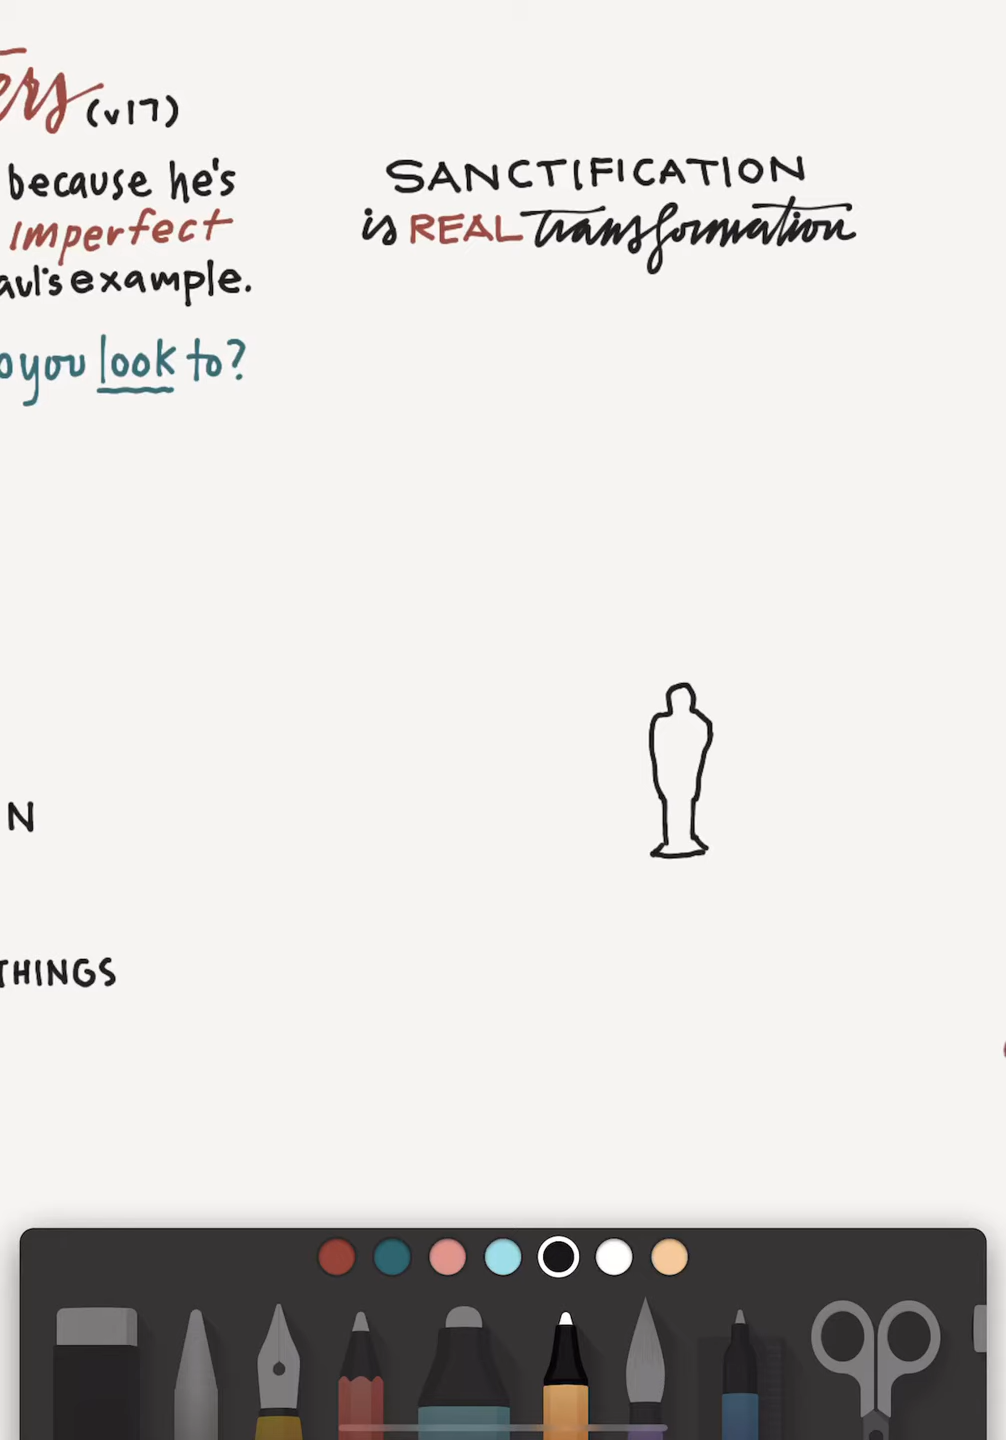 (v17)
because he's
imperfect
example.
you look to?
SANCTIFICATION
is REAL transformation
N
THINGS